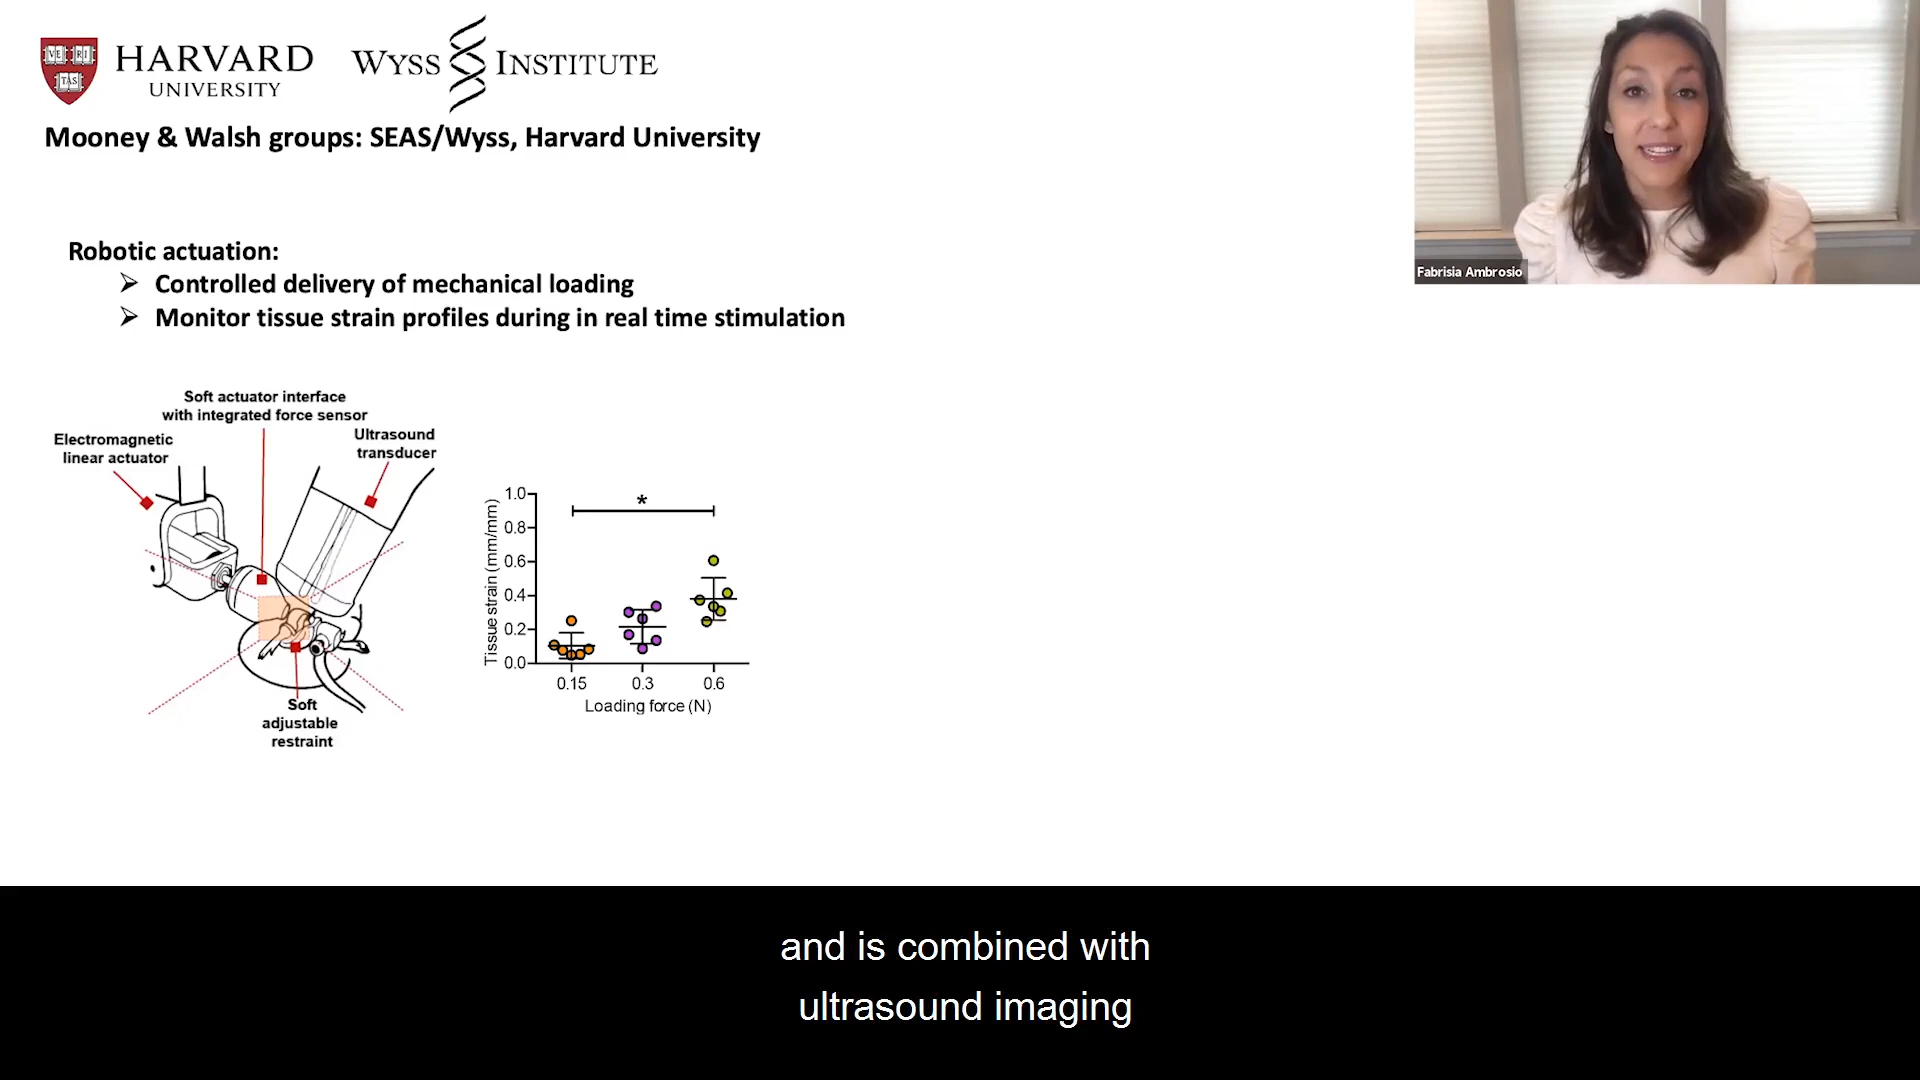 VE RI
TAS
HARVARD
UNIVERSITY
WYSS INSTITUTE
Mooney & Walsh groups: SEAS/Wyss, Harvard University
Fabrisia Ambrosio
Robotic actuation:
Controlled delivery of mechanical loading
Monitor tissue strain profiles during in real time stimulation
Soft actuator interface
with integrated force sensor
Electromagnetic
linear actuator
Ultrasound
transducer
Soft
adjustable
restraint
*
Tissue strain (mm/mm)
1.0
0.8
0.6
0.4
0.2
0.0
0.15 0.3 0.6
Loading force (N)
and is combined with
ultrasound imaging